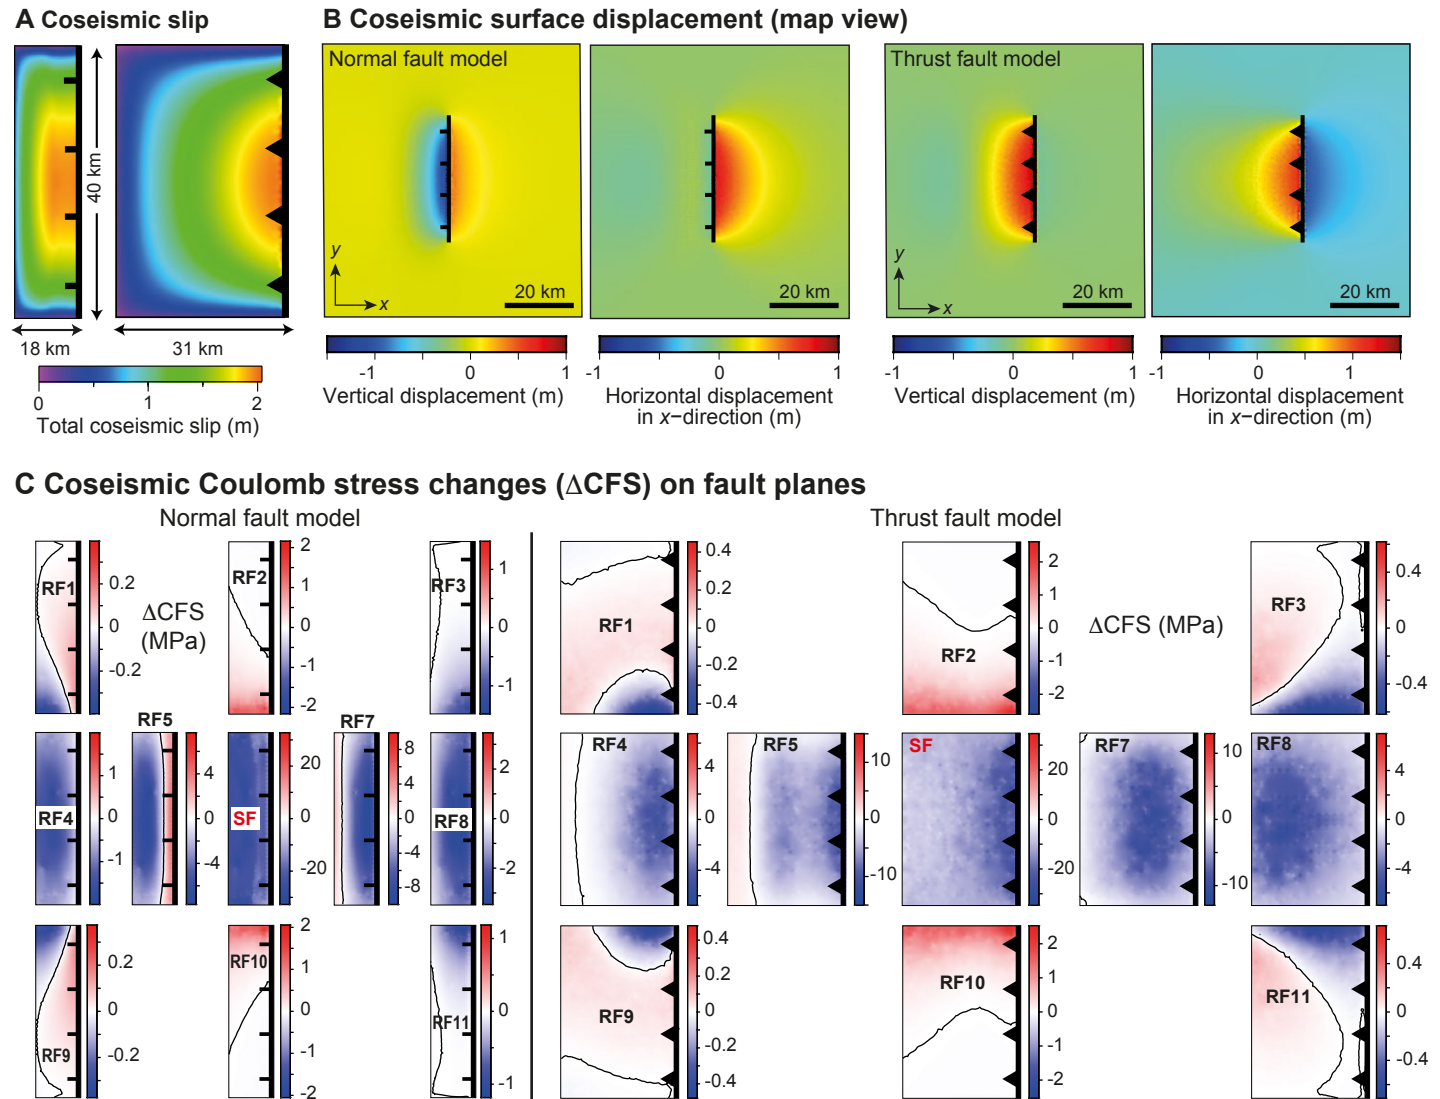 A Coseismic slip
40 km
18 km
31 km
0
1
2
Total coseismic slip (m)
B Coseismic surface displacement (map view)
Normal fault model
Thrust fault model
y
x
20 km
20 km
y
x
20 km
20 km
-1
0
1
Vertical displacement (m)
-1
0
1
Horizontal displacement
in x−direction (m)
-1
0
1
Vertical displacement (m)
-1
0
1
Horizontal displacement
in x−direction (m)
C Coseismic Coulomb stress changes (ΔCFS) on fault planes
Normal fault model
Thrust fault model
RF1
0.2
0
-0.2
ΔCFS
(MPa)
RF2
2
1
0
-1
-2
RF3
1
0
-1
RF1
0.4
0.2
0
-0.2
-0.4
RF2
2
1
0
-1
-2
ΔCFS (MPa)
RF3
0.4
0
-0.4
RF4
1
0
-1
RF5
4
0
-4
SF
20
0
-20
RF7
8
4
0
-4
-8
RF8
2
0
-2
RF4
4
0
-4
RF5
10
0
-10
SF
20
0
-20
RF7
10
0
-10
RF8
4
0
-4
RF9
0.2
0
-0.2
RF10
2
1
0
-1
-2
RF11
1
0
-1
RF9
0.4
0.2
0
-0.2
-0.4
RF10
2
1
0
-1
-2
RF11
0.4
0
-0.4